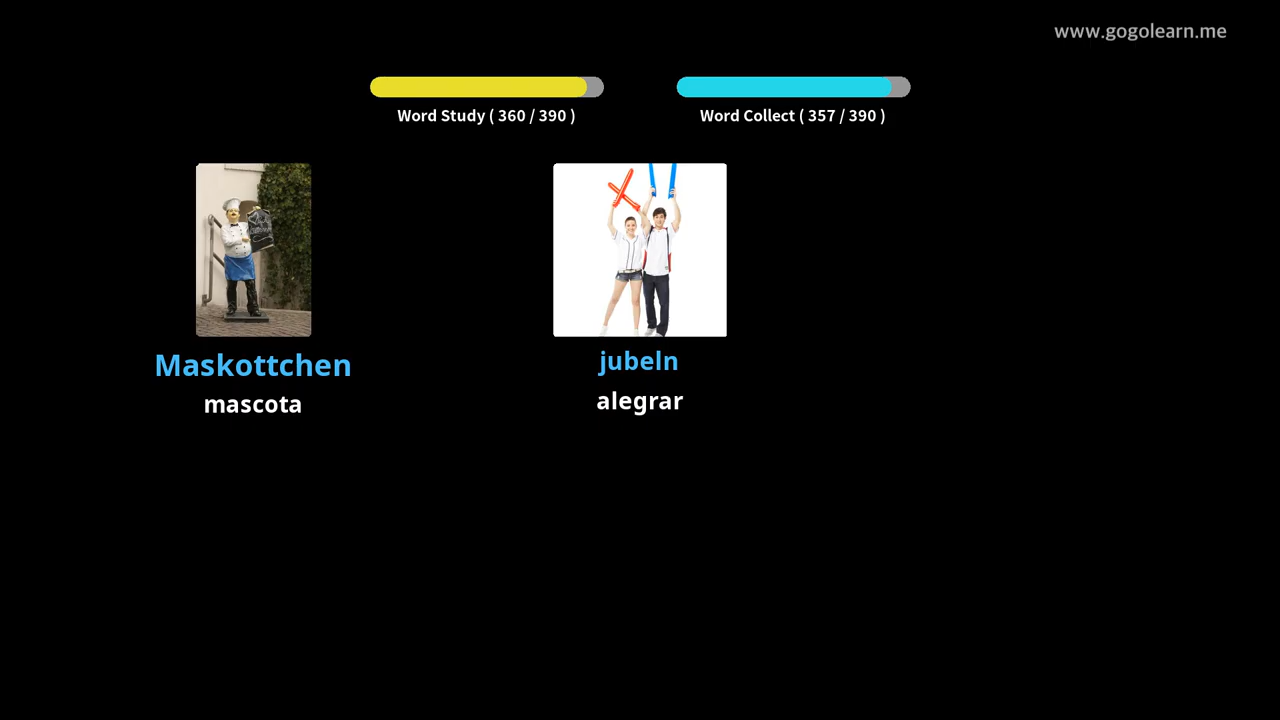 www.gogolearn.me
Word Study ( 360 / 390 )
Word Collect ( 357 / 390 )
Maskottchen
mascota
jubeln
alegrar